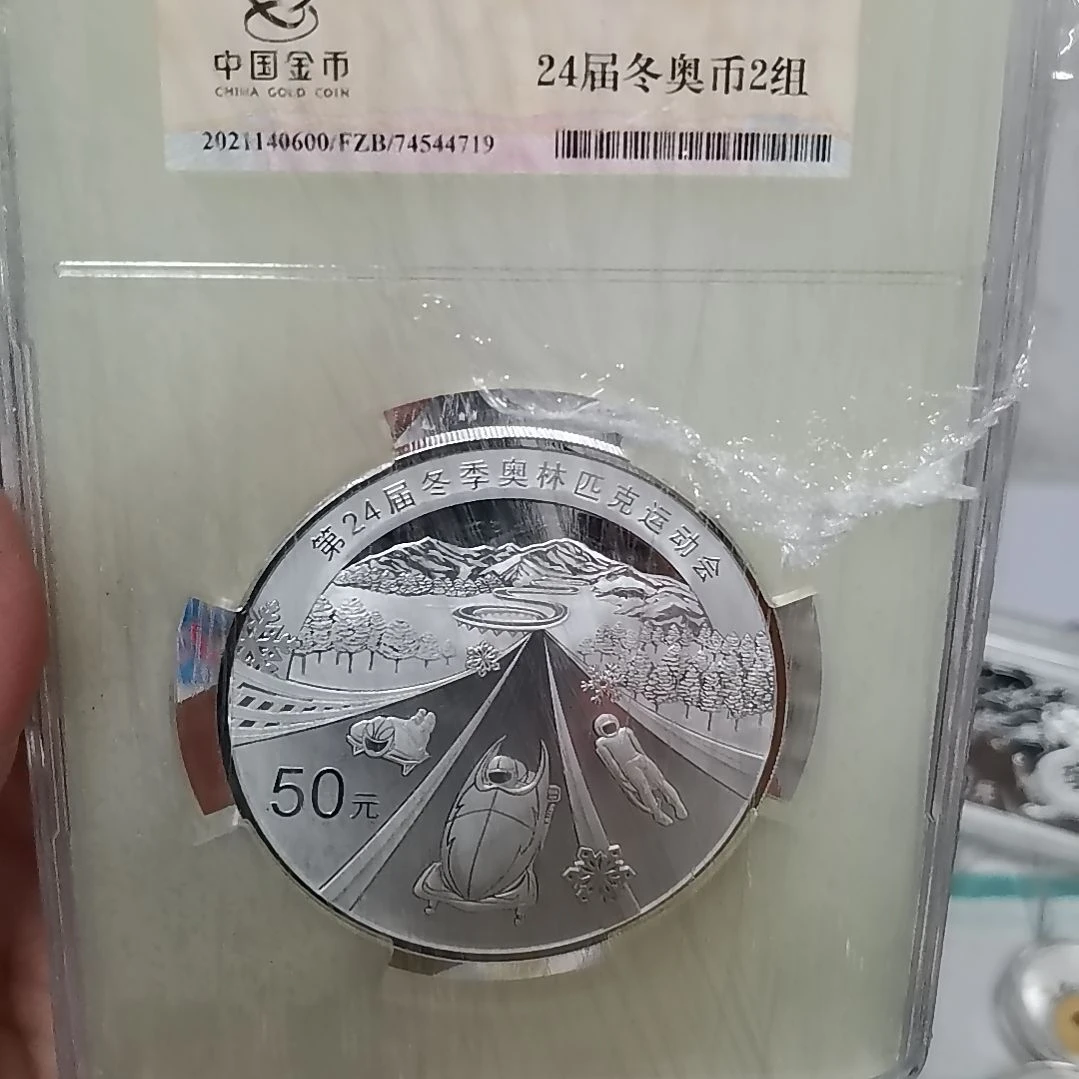 中国金币
CHINA GOLD COIN
24届冬奥币2组
2021140600/FZB/74544719
第24届冬季奥林匹克运动会
50元